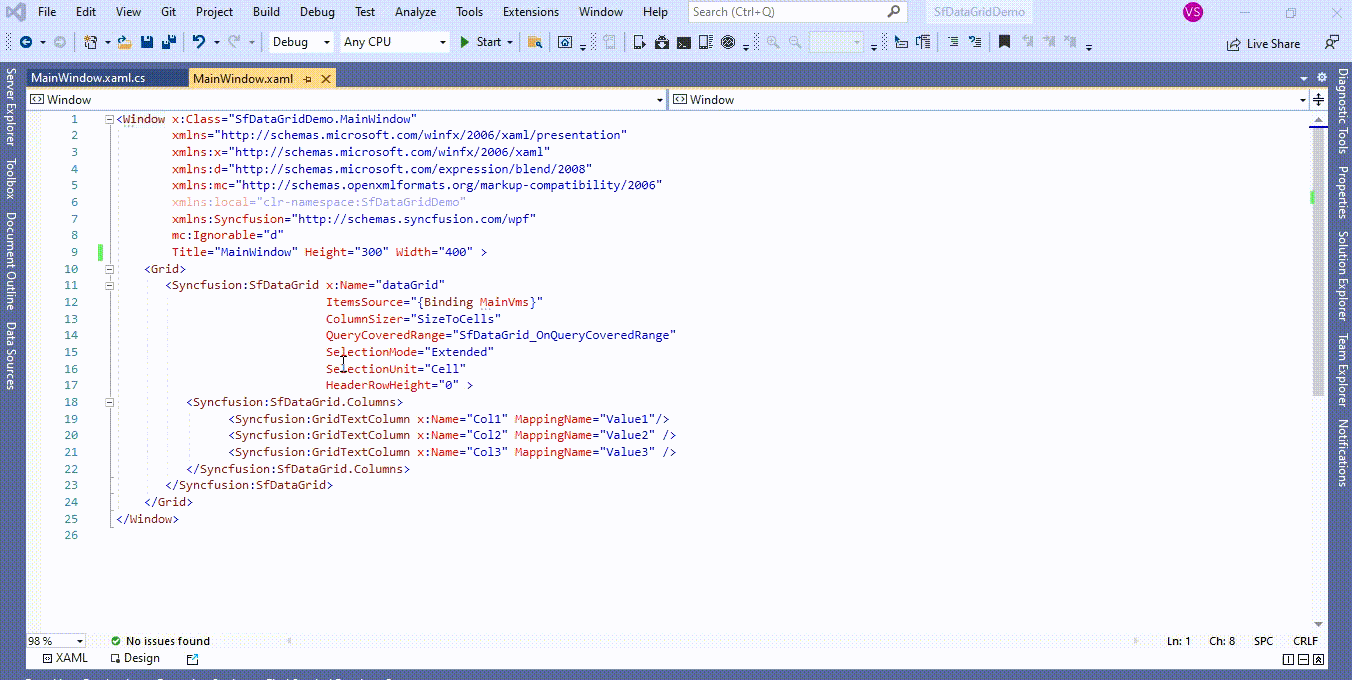 File Edit View Git Project Build Debug Test Analyze Tools Extensions Window Help Search (Ctrl+Q) SfDataGridDemo VS
Debug Any CPU Start Live Share
MainWindow.xaml.cs MainWindow.xaml
Window Window
1 <Window x:Class="SfDataGridDemo.MainWindow"
2 xmlns="http://schemas.microsoft.com/winfx/2006/xaml/presentation"
3 xmlns:x="http://schemas.microsoft.com/winfx/2006/xaml"
4 xmlns:d="http://schemas.microsoft.com/expression/blend/2008"
5 xmlns:mc="http://schemas.openxmlformats.org/markup-compatibility/2006"
6 xmlns:local="clr-namespace:SfDataGridDemo"
7 xmlns:Syncfusion="http://schemas.syncfusion.com/wpf"
8 mc:Ignorable="d"
9 Title="MainWindow" Height="300" Width="400" >
10 <Grid>
11 <Syncfusion:SfDataGrid x:Name="dataGrid"
12 ItemsSource="{Binding MainVms}"
13 ColumnSizer="SizeToCells"
14 QueryCoveredRange="SfDataGrid_OnQueryCoveredRange"
15 SelectionMode="Extended"
16 SelectionUnit="Cell"
17 HeaderRowHeight="0" >
18 <Syncfusion:SfDataGrid.Columns>
19 <Syncfusion:GridTextColumn x:Name="Col1" MappingName="Value1"/>
20 <Syncfusion:GridTextColumn x:Name="Col2" MappingName="Value2" />
21 <Syncfusion:GridTextColumn x:Name="Col3" MappingName="Value3" />
22 </Syncfusion:SfDataGrid.Columns>
23 </Syncfusion:SfDataGrid>
24 </Grid>
25 </Window>
26
98 % No issues found Ln: 1 Ch: 8 SPC CRLF
XAML Design
Server Explorer
Toolbox
Document Outline
Data Sources
Diagnostic Tools
Properties
Solution Explorer
Team Explorer
Notifications